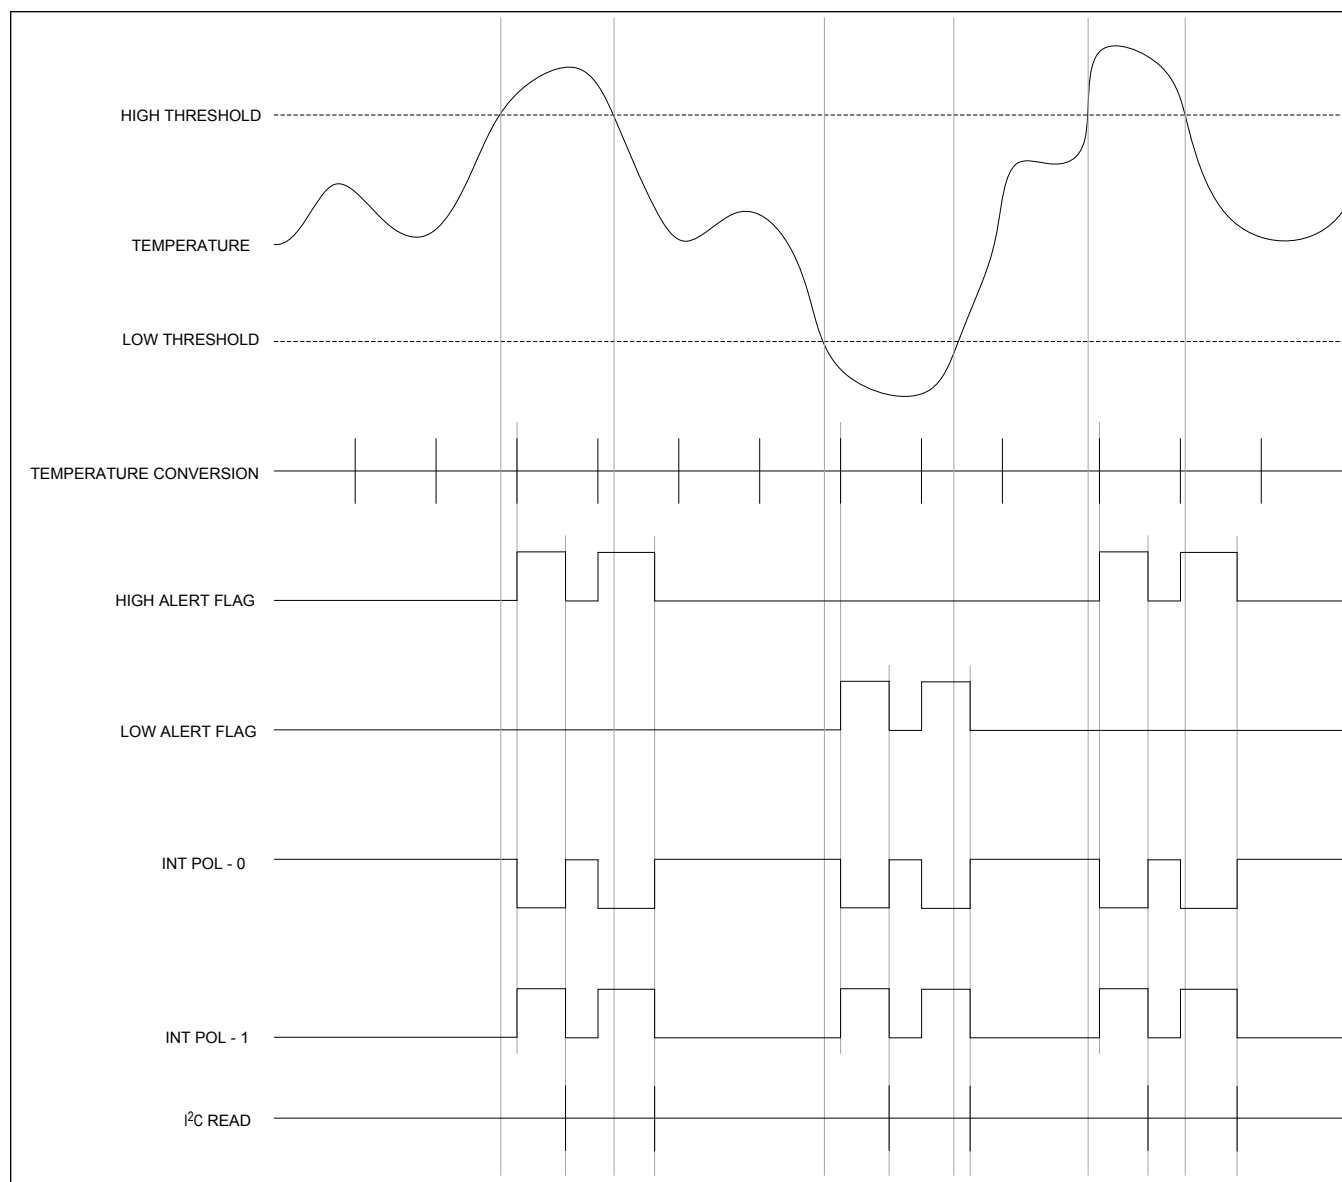 HIGH THRESHOLD
TEMPERATURE
LOW THRESHOLD
TEMPERATURE CONVERSION
HIGH ALERT FLAG
LOW ALERT FLAG
INT POL - 0
INT POL - 1
I²C READ